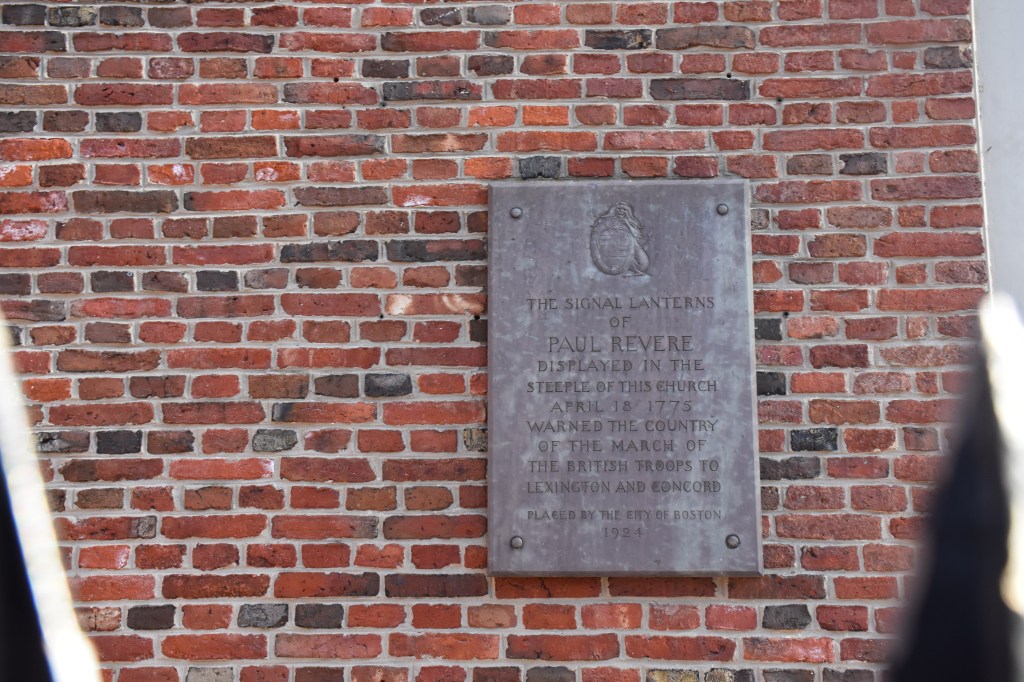 THE SIGNAL LANTERNS
OF
PAUL REVERE
DISPLAYED IN THE
STEEPLE OF THIS CHURCH
APRIL 18 1775
WARNED THE COUNTRY
OF THE MARCH OF
THE BRITISH TROOPS TO
LEXINGTON AND CONCORD
PLACED BY THE CITY OF BOSTON
1924